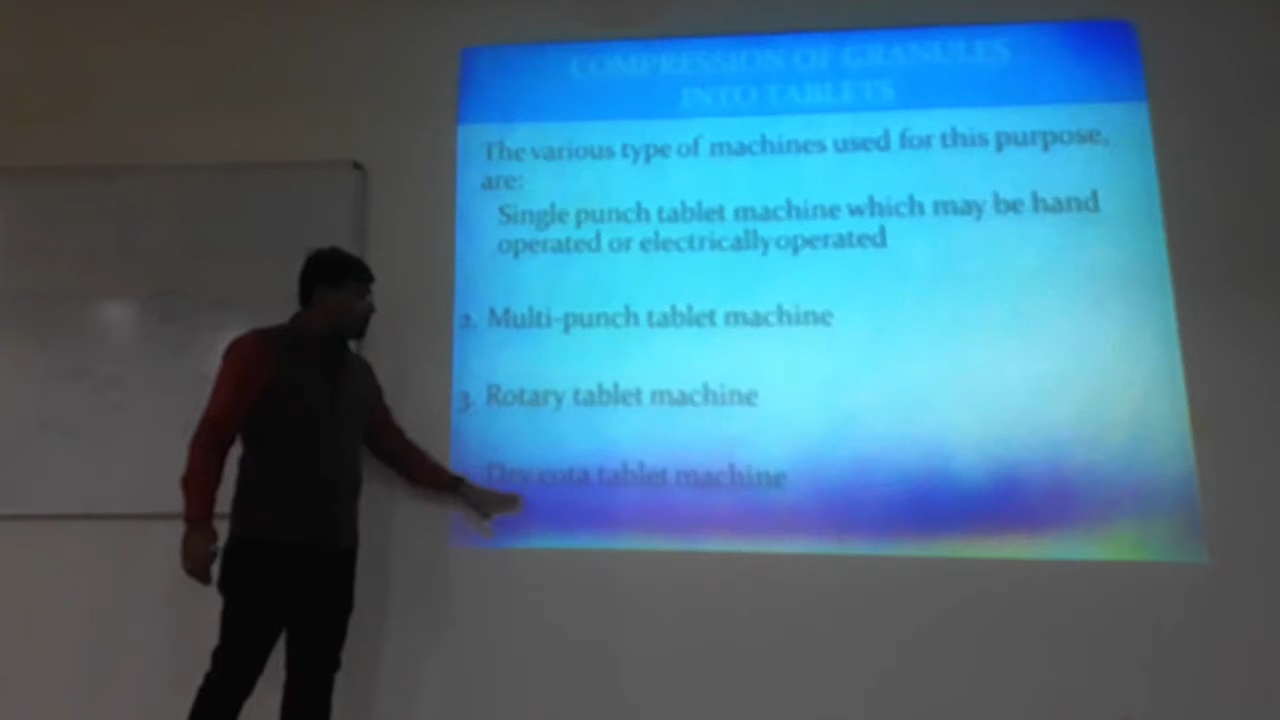 COMPRESSION OF GRANULES
INTO TABLETS
The various type of machines used for this purpose,
are:
Single punch tablet machine which may be hand
operated or electrically operated
2. Multi-punch tablet machine
3. Rotary tablet machine
Dry cota tablet machine